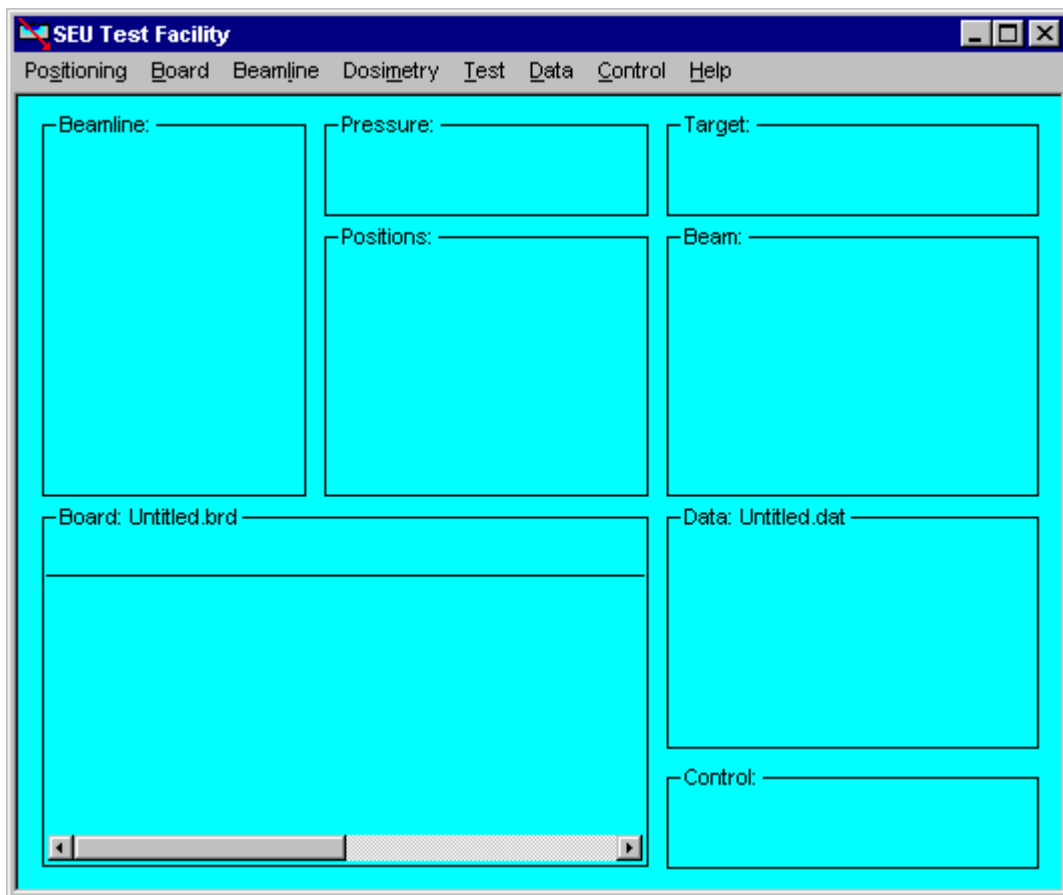 SEU Test Facility
Positioning Board Beamline Dosimetry Test Data Control Help
Beamline:
Pressure:
Target:
Positions:
Beam:
Board: Untitled.brd
Data: Untitled.dat
Control: